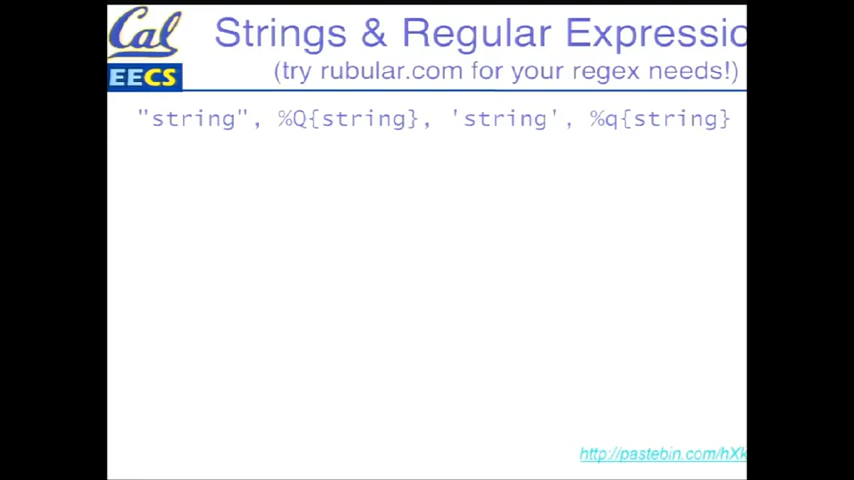 Cal
Strings & Regular Expressio
EECS
(try rubular.com for your regex needs!)
"string", %Q{string}, 'string', %q{string}
http://pastebin.com/hXk